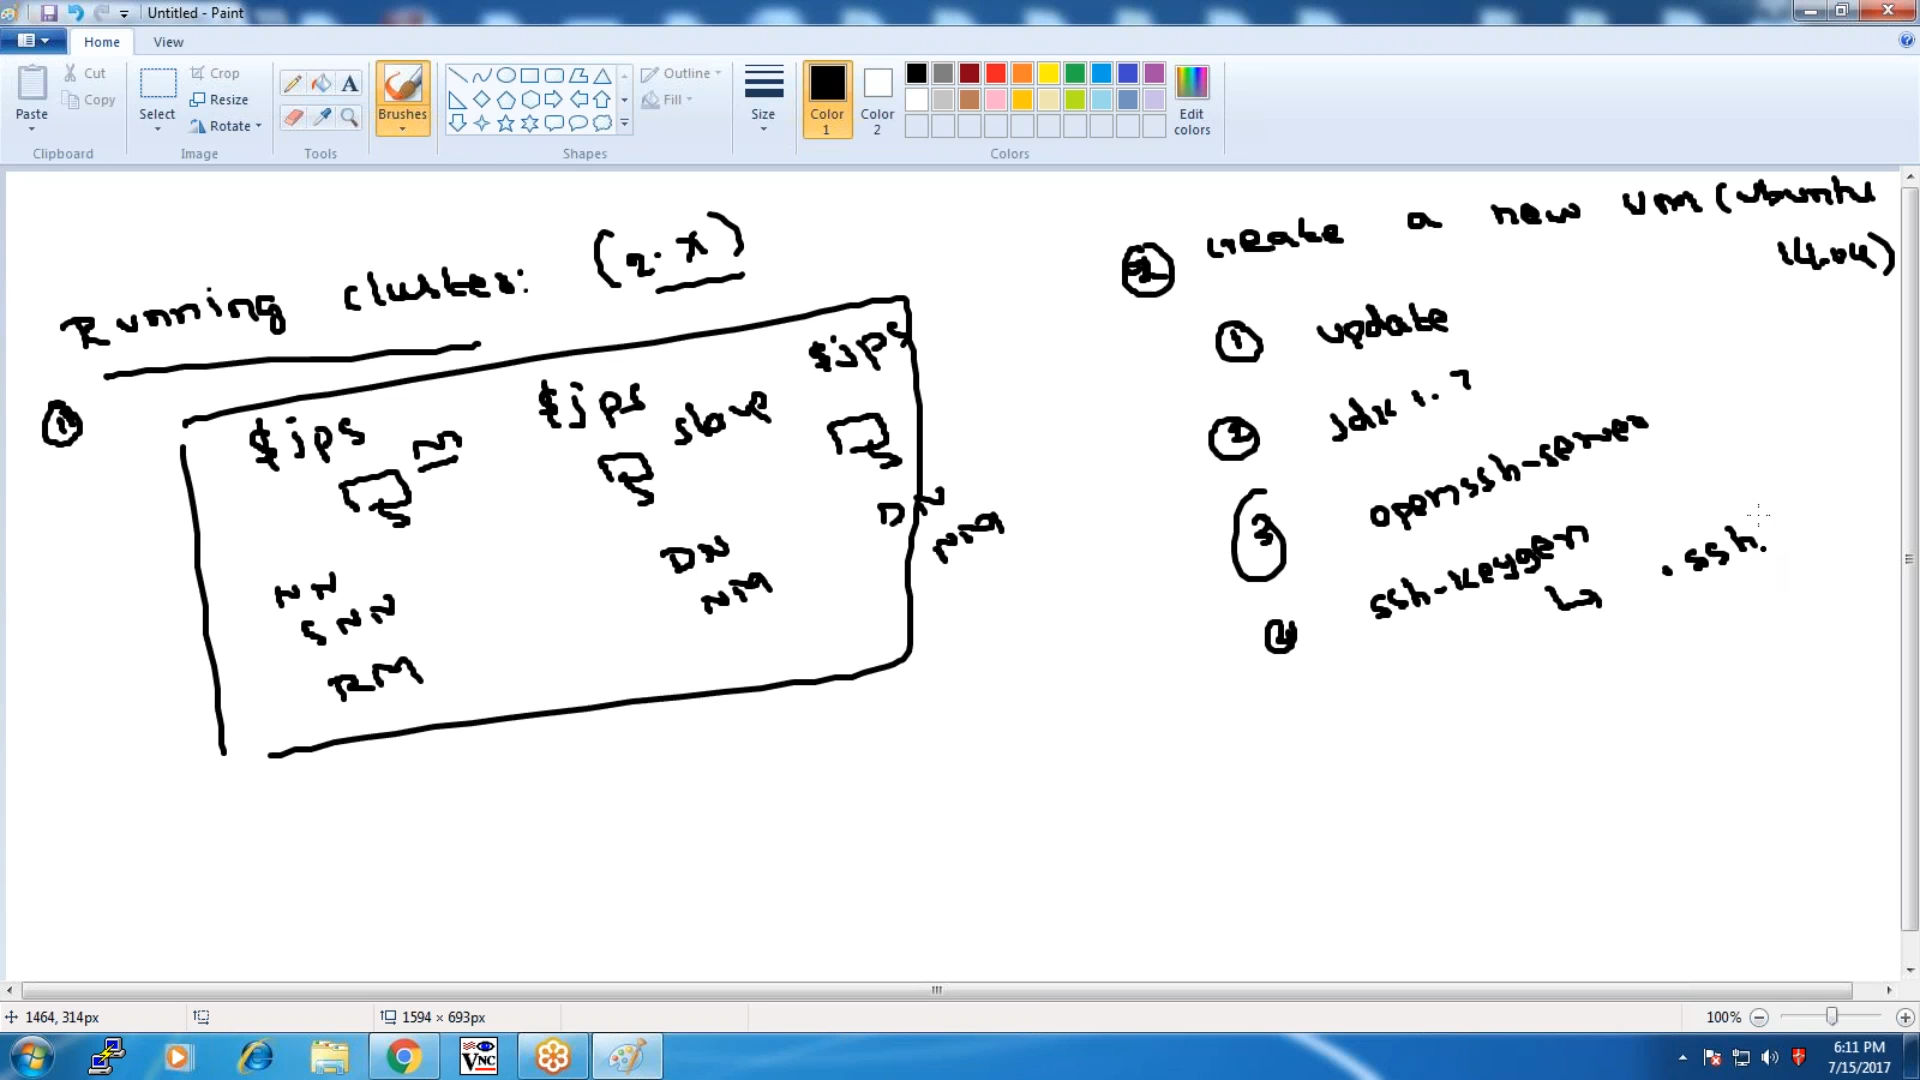 Untitled - Paint
Home
View
Paste
Cut
Copy
Clipboard
Select
Crop
Resize
Rotate
Image
Tools
Brushes
Outline
Fill
Shapes
Size
Color 1
Color 2
Edit colors
Colors
Running cluster: (2.x)
1
$jps
M
$jps
slave
$jps
NN
SNN
RM
DN
NM
DN
NM
2 create a new VM (ubuntu
14.04)
1 update
2 jdk 1.7
3 openssh-server
ssh-keygen
.ssh.
4
1464, 314px
1594 × 693px
100%
VNC
6:11 PM
7/15/2017